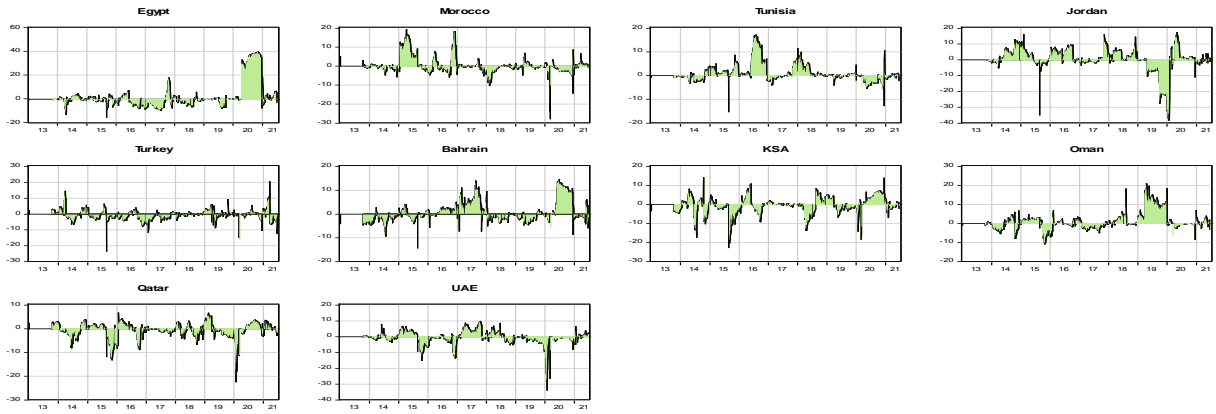 Egypt Morocco Tunisia Jordan
60 20 20 20
40 10 10 10
20 0 0 0
0 -10 -10 -10
-20 -20 -20 -20
-30 -30
-40
13 14 15 16 17 18 19 20 21 13 14 15 16 17 18 19 20 21 13 14 15 16 17 18 19 20 21 13 14 15 16 17 18 19 20 21
Turkey Bahrain KSA Oman
30 20 20 30
20 10 10 20
10 0 0 10
0 -10 -10 0
-10 -20 -20 -10
-20 -30 -20
-30
13 14 15 16 17 18 19 20 21 13 14 15 16 17 18 19 20 21 13 14 15 16 17 18 19 20 21 13 14 15 16 17 18 19 20 21
Qatar UAE
10 20
0 10
-10 0
-20 -10
-30 -20
-30
-40
13 14 15 16 17 18 19 20 21 13 14 15 16 17 18 19 20 21